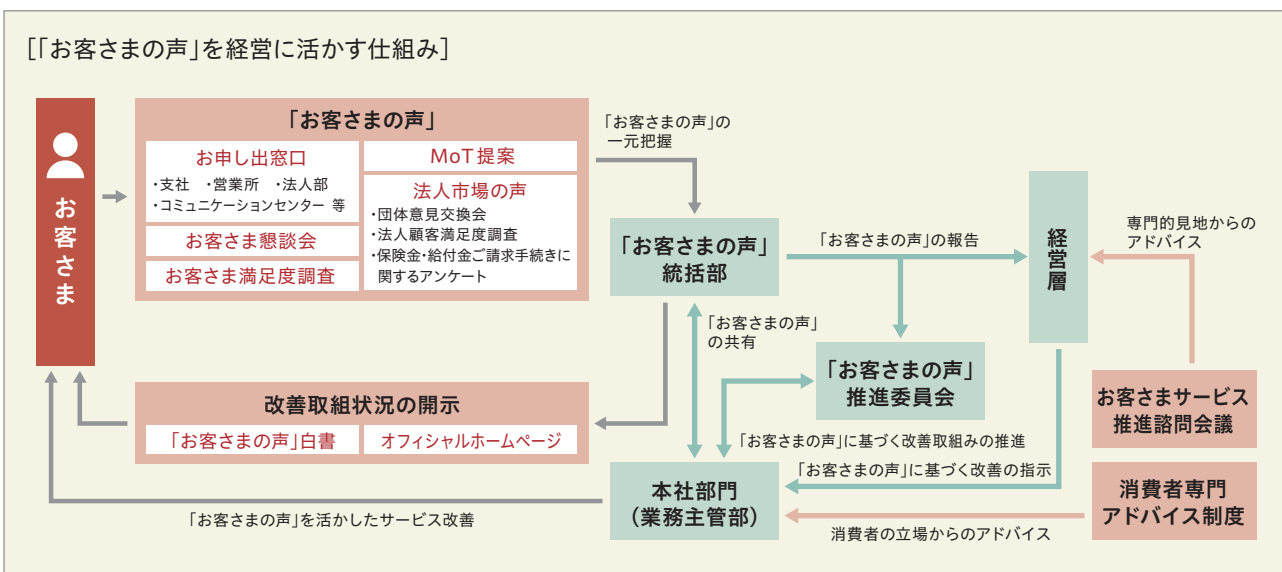 [「お客さまの声」を経営に活かす仕組み]
お客さま
「お客さまの声」
お申し出窓口
・支社 ・営業所 ・法人部
・コミュニケーションセンター 等
お客さま懇談会
お客さま満足度調査
MoT提案
法人市場の声
・団体意見交換会
・法人顧客満足度調査
・保険金・給付金ご請求手続きに
関するアンケート
「お客さまの声」の
一元把握
「お客さまの声」
統括部
「お客さまの声」の報告
経営層
専門的見地からの
アドバイス
「お客さまの声」
の共有
「お客さまの声」
推進委員会
お客さまサービス
推進諮問会議
改善取組状況の開示
「お客さまの声」白書
オフィシャルホームページ
「お客さまの声」に基づく改善取組みの推進
「お客さまの声」に基づく改善の指示
本社部門
(業務主管部)
消費者専門
アドバイス制度
「お客さまの声」を活かしたサービス改善
消費者の立場からのアドバイス